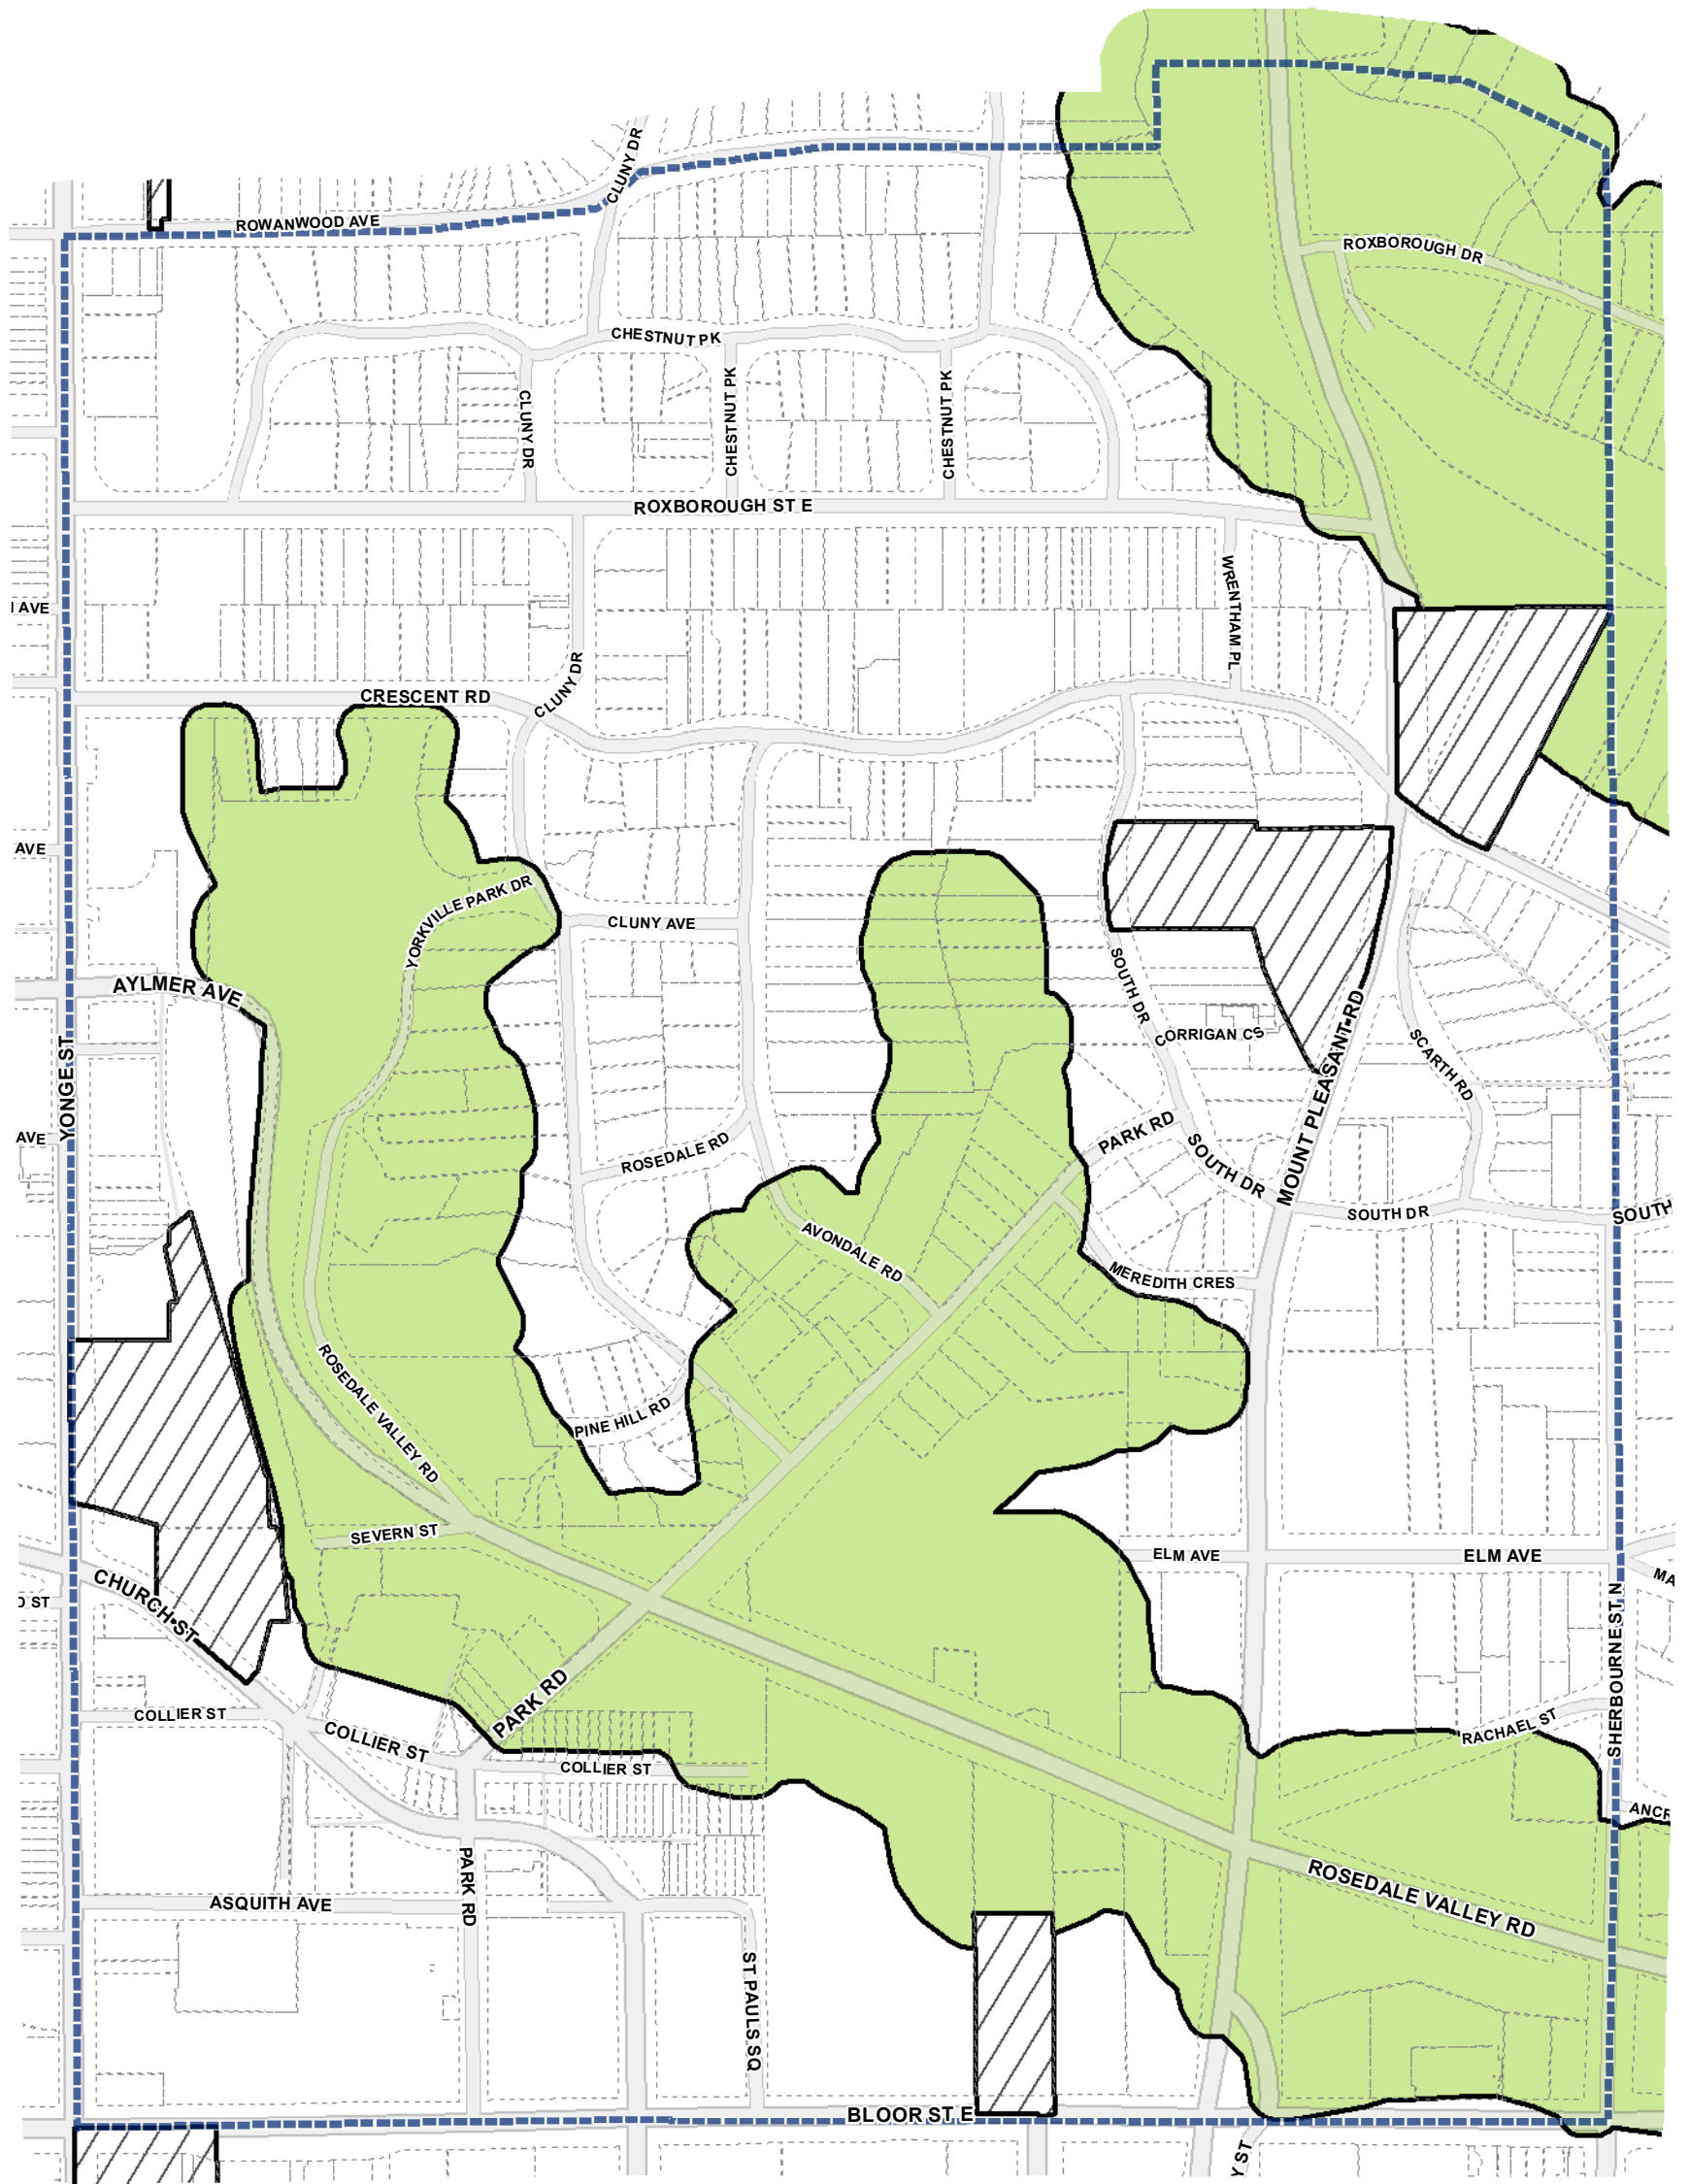 CLUNY DR
ROWANWOOD AVE
ROXBOROUGH DR
CHESTNUT PK
CHESTNUT PK
CHESTNUT PK
CLUNY DR
ROXBOROUGH ST E
WRENTHAM PL
AVE
CLUNY DR
CRESCENT RD
AVE
YORKVILLE PARK DR
CLUNY AVE
AYLMER AVE
SOUTH DR
CORRIGAN CS
MOUNT PLEASANT RD
SCARTH RD
YONGE ST
AVE
PARK RD
ROSEDALE RD
SOUTH DR
SOUTH DR
SOUTH
AVONDALE RD
MEREDITH CRES
ROSEDALE VALLEY RD
PINE HILL RD
SEVERN ST
ELM AVE
ELM AVE
MA
CHURCH ST
ST
SHERBOURNE ST N
PARK RD
COLLIER ST
COLLIER ST
RACHAEL ST
COLLIER ST
ANCR
PARK RD
ROSEDALE VALLEY RD
ASQUITH AVE
ST PAULS SQ
BLOOR ST E
Y ST